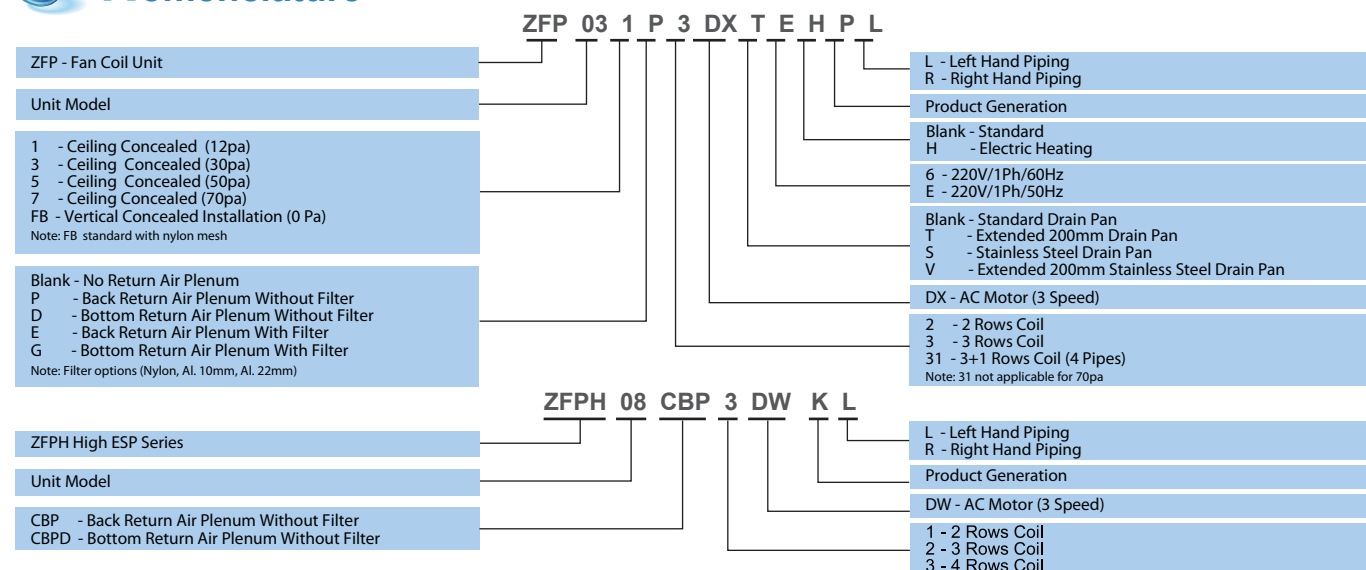 Nomenclature
ZFP 03 1 P 3 DX T E H P L
ZFP - Fan Coil Unit
Unit Model
1 - Ceiling Concealed (12pa)
3 - Ceiling Concealed (30pa)
5 - Ceiling Concealed (50pa)
7 - Ceiling Concealed (70pa)
FB - Vertical Concealed Installation (0 Pa)
Note: FB standard with nylon mesh
Blank - No Return Air Plenum
P - Back Return Air Plenum Without Filter
D - Bottom Return Air Plenum Without Filter
E - Back Return Air Plenum With Filter
G - Bottom Return Air Plenum With Filter
Note: Filter options (Nylon, Al. 10mm, Al. 22mm)
L - Left Hand Piping
R - Right Hand Piping
Product Generation
Blank - Standard
H - Electric Heating
6 - 220V/1Ph/60Hz
E - 220V/1Ph/50Hz
Blank - Standard Drain Pan
T - Extended 200mm Drain Pan
S - Stainless Steel Drain Pan
V - Extended 200mm Stainless Steel Drain Pan
DX - AC Motor (3 Speed)
2 - 2 Rows Coil
3 - 3 Rows Coil
31 - 3+1 Rows Coil (4 Pipes)
Note: 31 not applicable for 70pa
ZFPH 08 CBP 3 DW K L
ZFPH High ESP Series
Unit Model
CBP - Back Return Air Plenum Without Filter
CBPD - Bottom Return Air Plenum Without Filter
L - Left Hand Piping
R - Right Hand Piping
Product Generation
DW - AC Motor (3 Speed)
1 - 2 Rows Coil
2 - 3 Rows Coil
3 - 4 Rows Coil